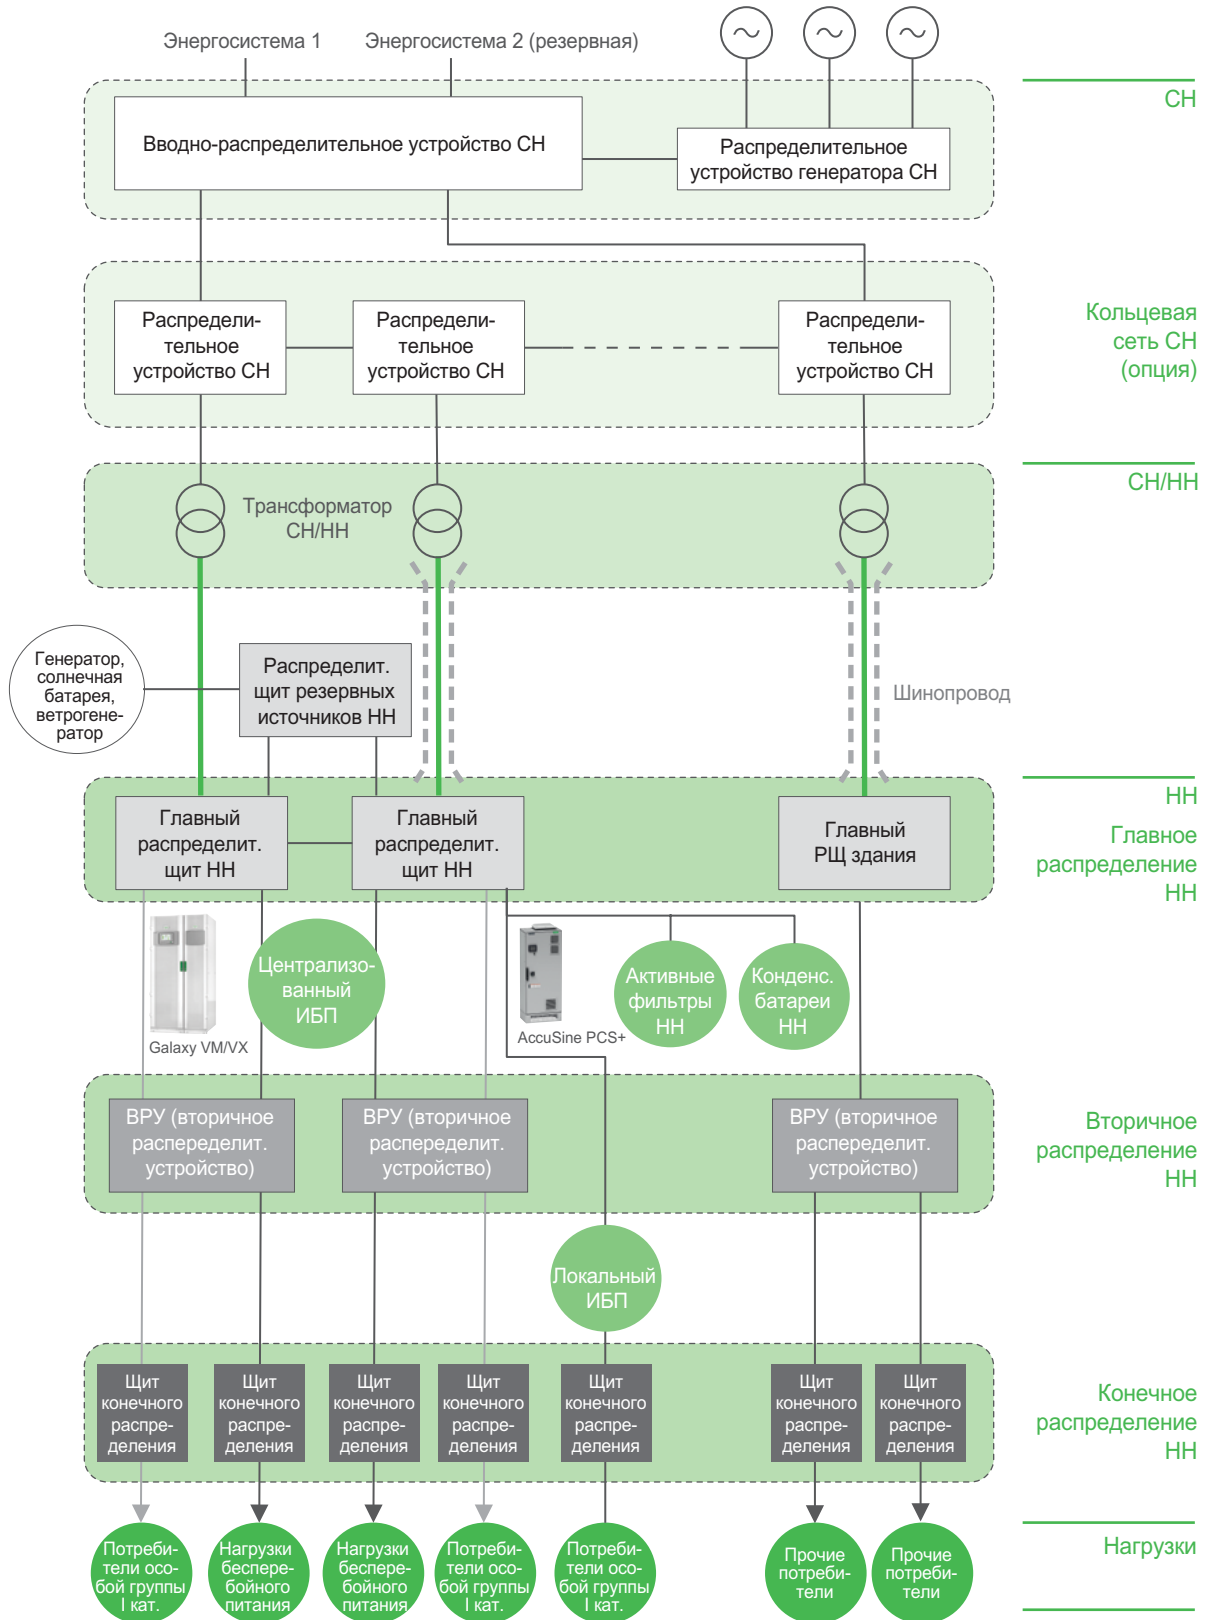 Энергосистема 1
Энергосистема 2 (резервная)
СН
Вводно-распределительное устройство СН
Распределительное
устройство генератора СН
Распредели-
тельное
устройство СН
Распредели-
тельное
устройство СН
Распредели-
тельное
устройство СН
Кольцевая
сеть СН
(опция)
Трансформатор
СН/НН
СН/НН
Генератор,
солнечная
батарея,
ветрогене-
ратор
Распределит.
щит резервных
источников НН
Шинопровод
Главный
распределит.
щит НН
Главный
распределит.
щит НН
Главный
РЩ здания
НН
Главное
распределение
НН
Galaxy VM/VX
Централизо-
ванный
ИБП
AccuSine PCS+
Активные
фильтры
НН
Конденс.
батареи
НН
ВРУ (вторичное
распеределит.
устройство)
ВРУ (вторичное
распеределит.
устройство)
ВРУ (вторичное
распеределит.
устройство)
Вторичное
распределение
НН
Локальный
ИБП
Щит
конечного
распре-
деления
Щит
конечного
распре-
деления
Щит
конечного
распре-
деления
Щит
конечного
распре-
деления
Щит
конечного
распре-
деления
Щит
конечного
распре-
деления
Щит
конечного
распре-
деления
Конечное
распределение
НН
Потреби-
тели осо-
бой группы
I кат.
Нагрузки
беспере-
бойного
питания
Нагрузки
беспере-
бойного
питания
Потреби-
тели осо-
бой группы
I кат.
Потреби-
тели осо-
бой группы
I кат.
Прочие
потреби-
тели
Прочие
потреби-
тели
Нагрузки